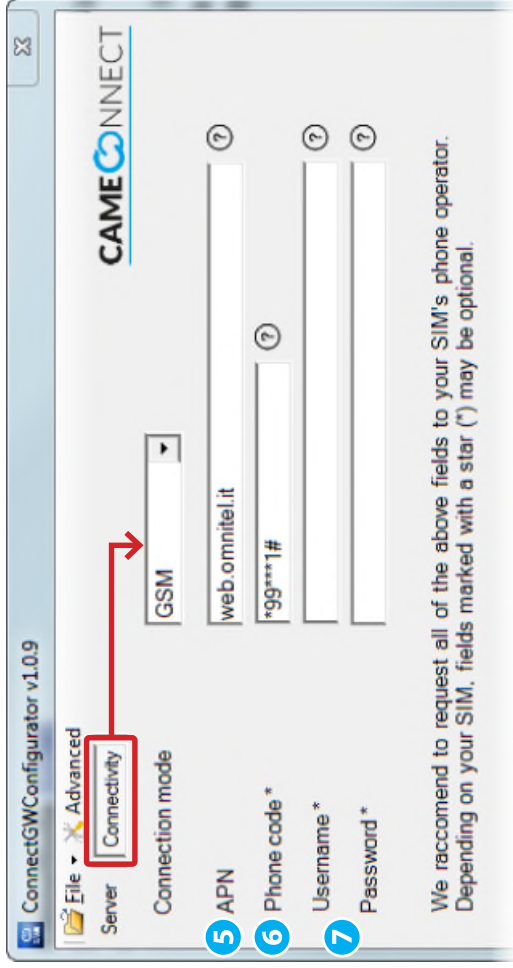 ConnectGWConfigurator v1.0.9
File Advanced
Server Connectivity
CAME CONNECT
Connection mode GSM
5 APN web.omnitel.it ?
6 Phone code * *99***1# ?
Username * ?
7
Password * ?
We raccomend to request all of the above fields to your SIM's phone operator.
Depending on your SIM, fields marked with a star (*) may be optional.